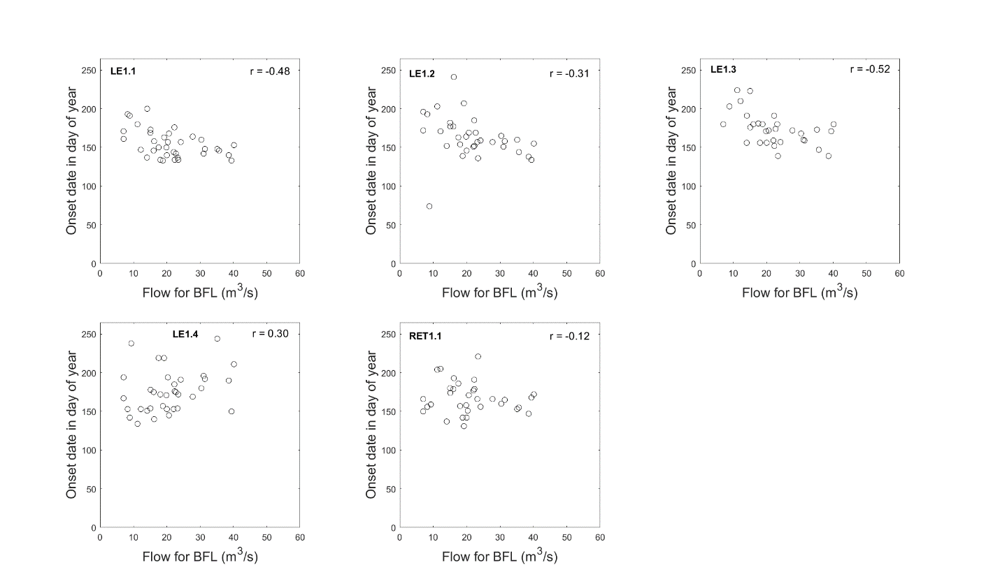 LE1.1 r = -0.48
250
200
150
100
50
0
0 10 20 30 40 50 60
Onset date in day of year
Flow for BFL (m³/s)
LE1.2 r = -0.31
250
200
150
100
50
0
0 10 20 30 40 50 60
Onset date in day of year
Flow for BFL (m³/s)
LE1.3 r = -0.52
250
200
150
100
50
0
0 10 20 30 40 50 60
Onset date in day of year
Flow for BFL (m³/s)
LE1.4 r = 0.30
250
200
150
100
50
0
0 10 20 30 40 50 60
Onset date in day of year
Flow for BFL (m³/s)
RET1.1 r = -0.12
250
200
150
100
50
0
0 10 20 30 40 50 60
Onset date in day of year
Flow for BFL (m³/s)